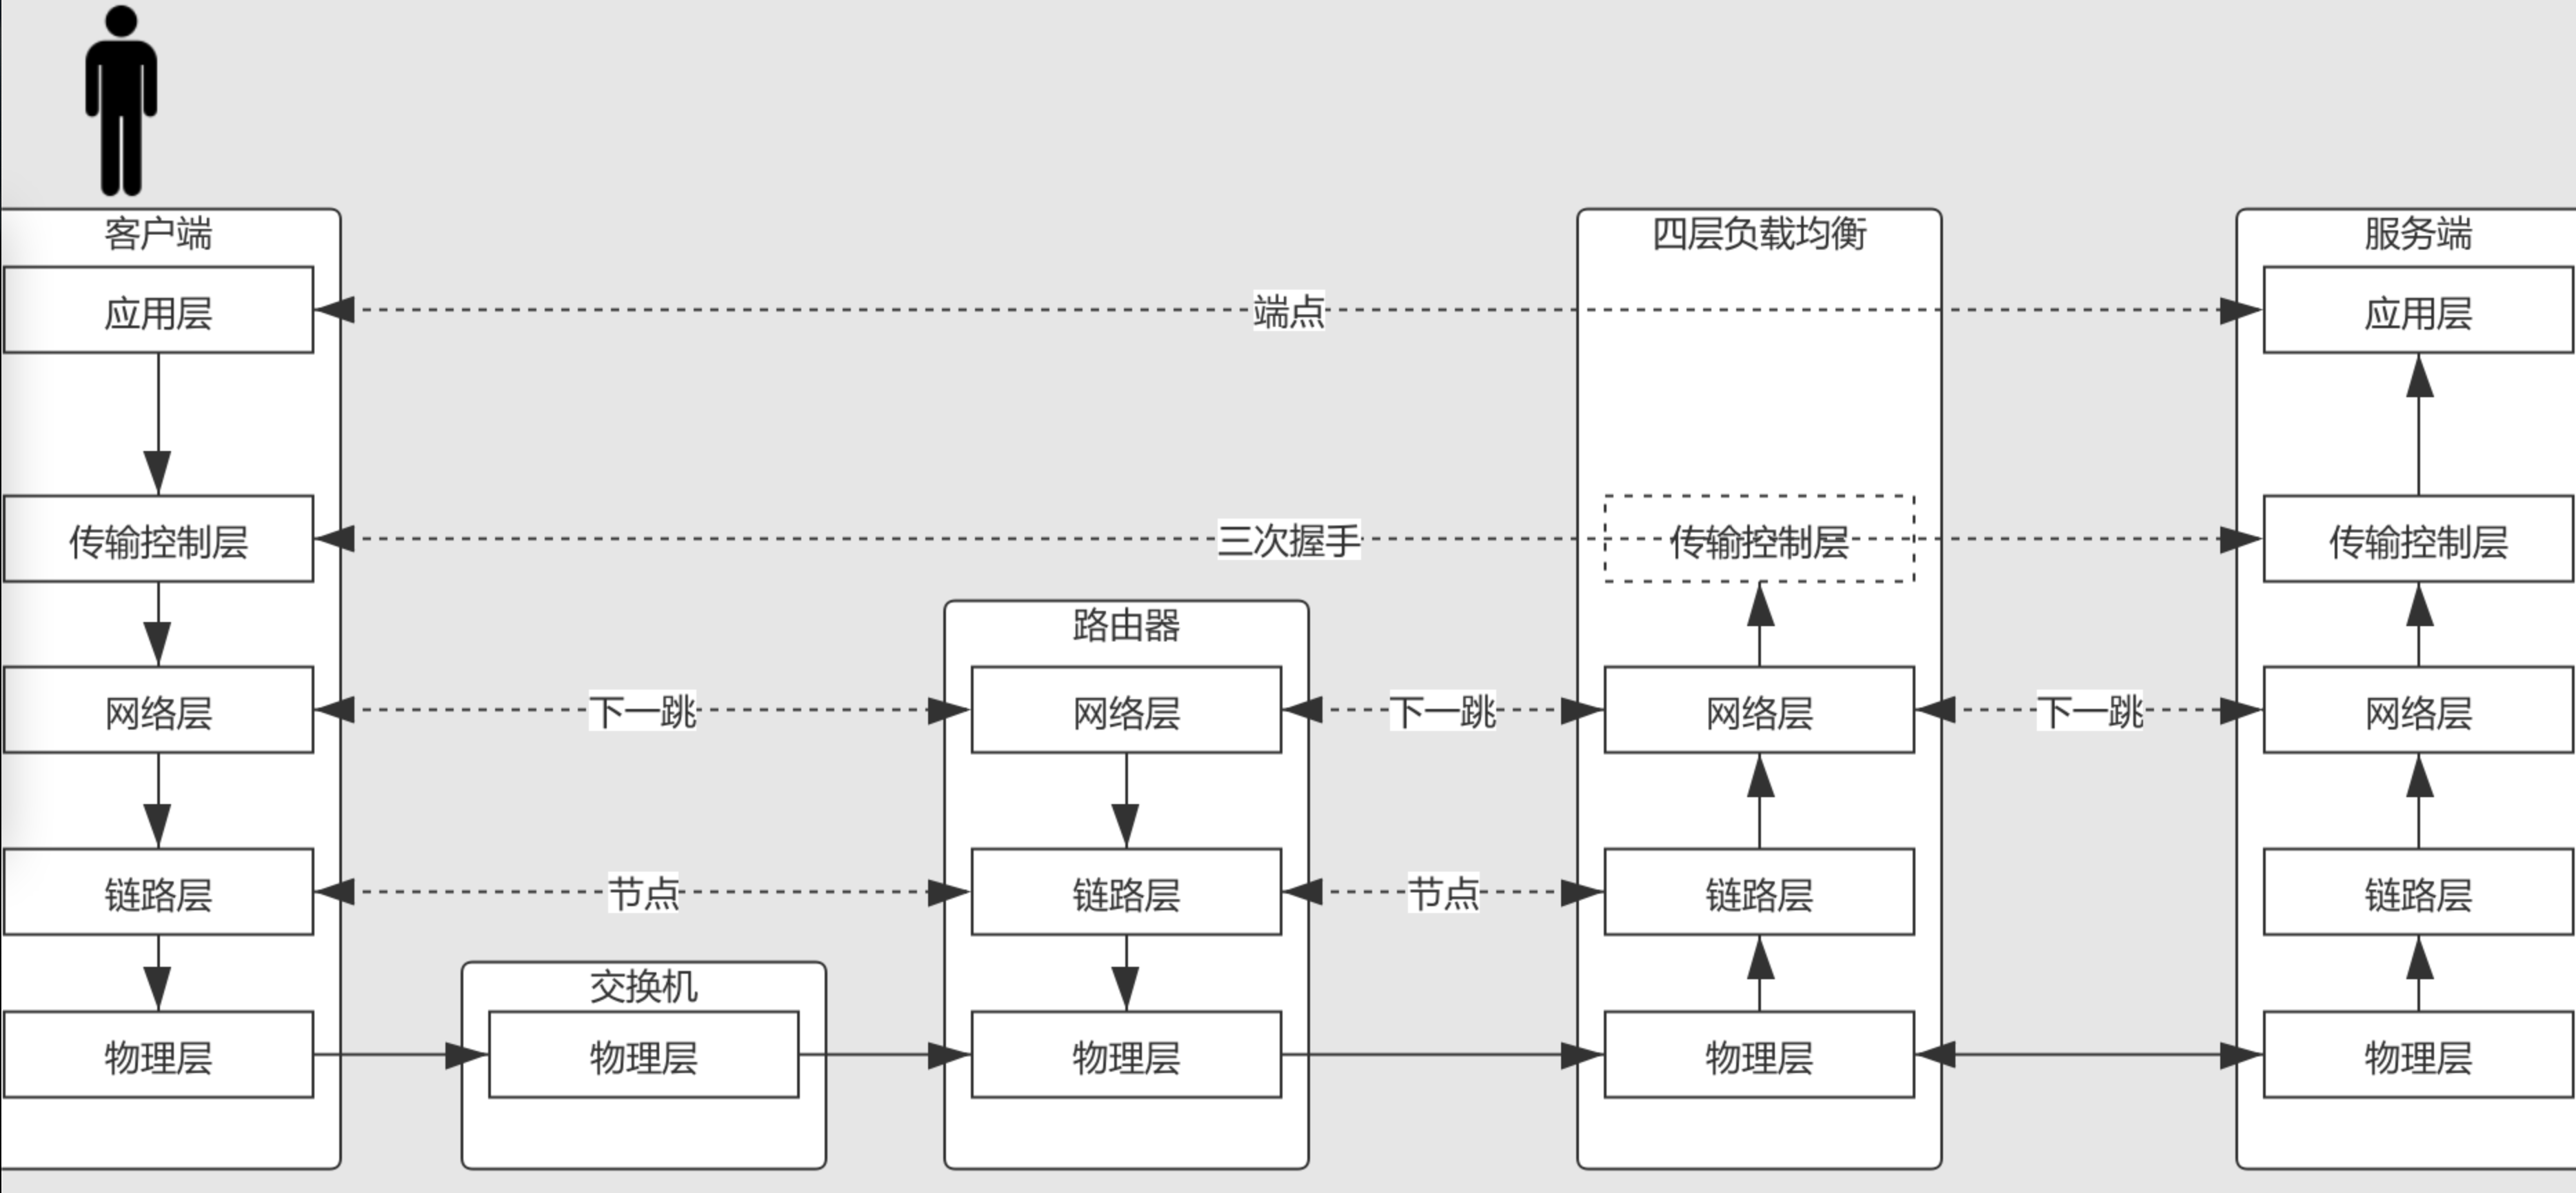 客户端
四层负载均衡
服务端
应用层
端点
应用层
传输控制层
三次握手
传输控制层
传输控制层
路由器
网络层
下一跳
网络层
下一跳
网络层
下一跳
网络层
链路层
节点
链路层
节点
链路层
链路层
交换机
物理层
物理层
物理层
物理层
物理层